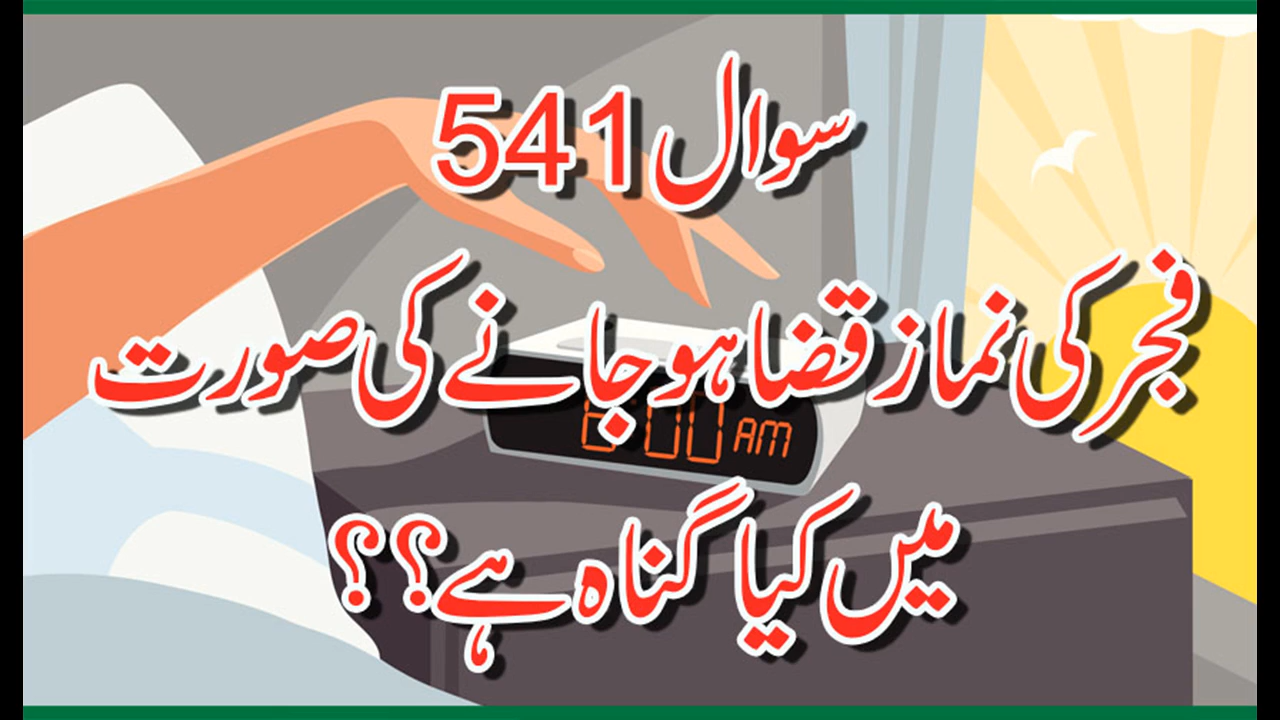 سوال 541
فجر کی نماز قضا ہو جانے کی صورت
میں کیا گناہ ہے؟؟
6:00 AM